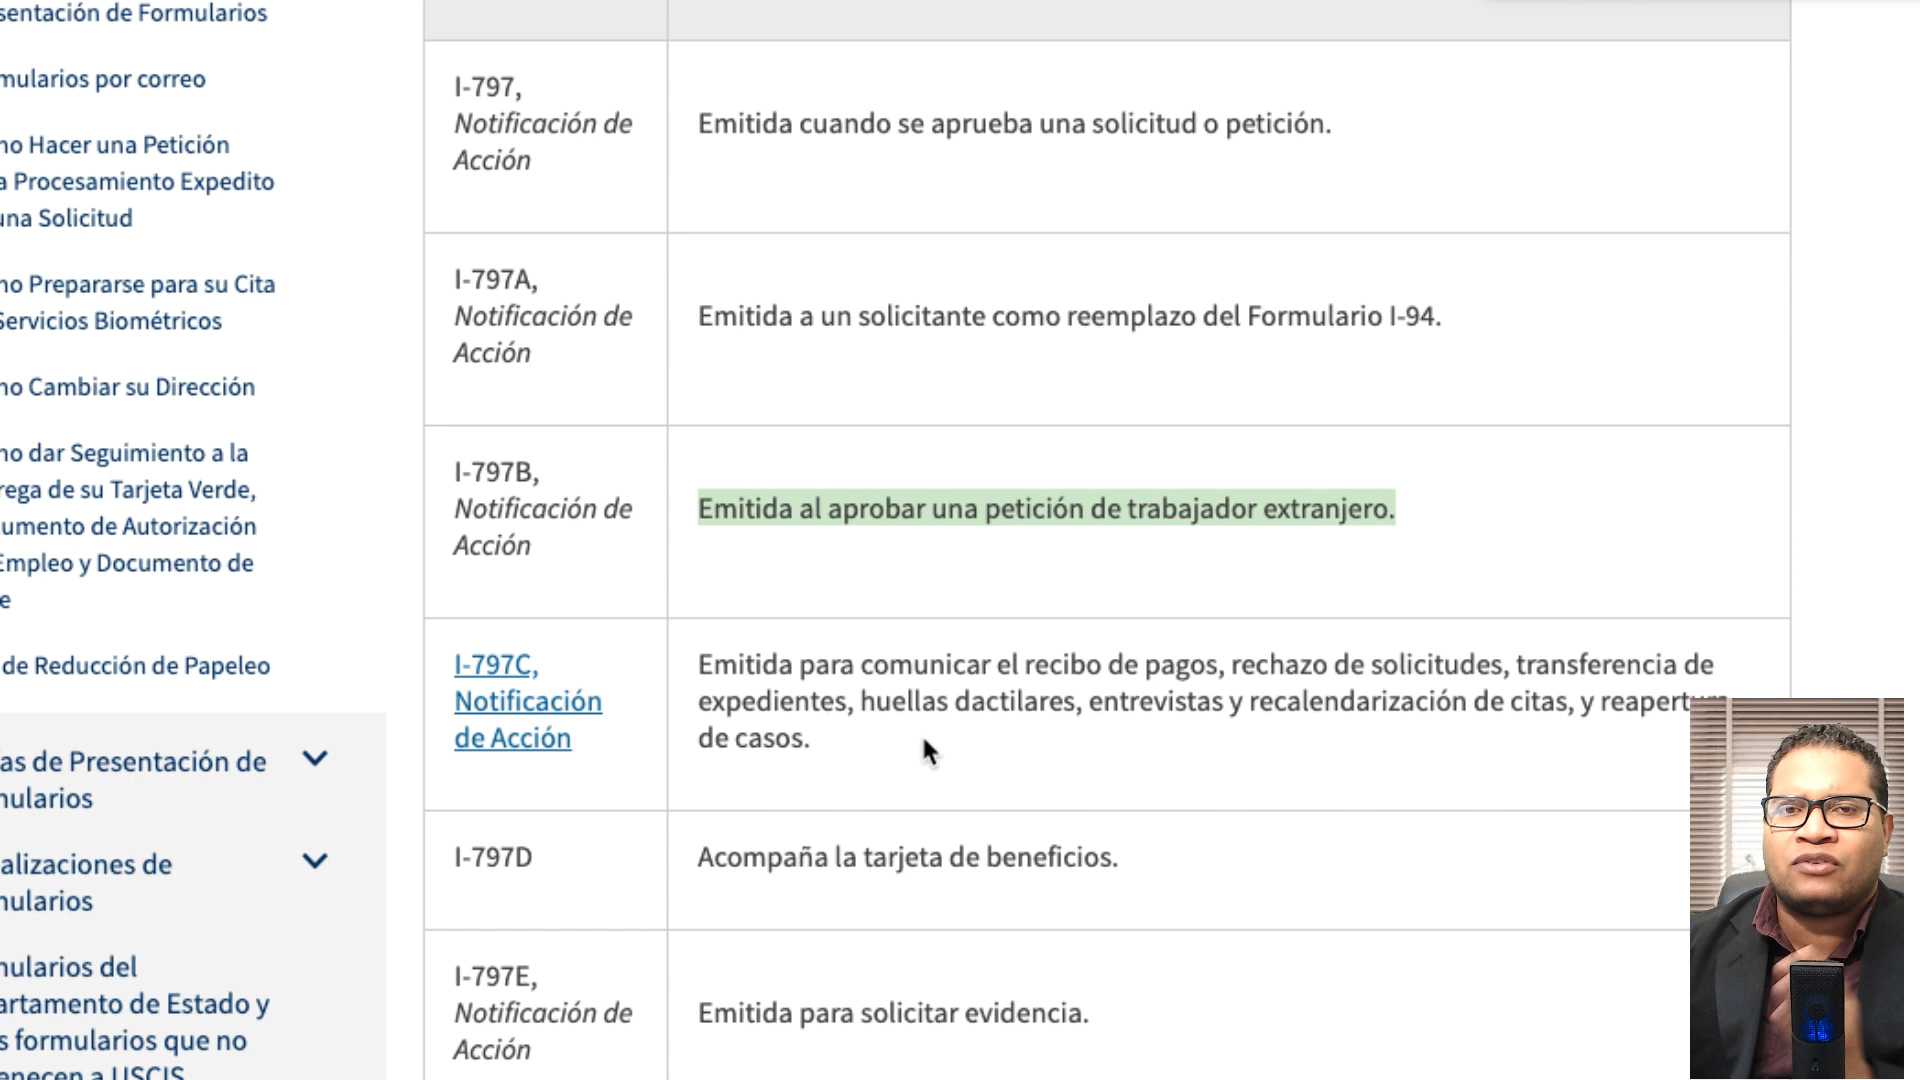 sentación de Formularios
mularios por correo
no Hacer una Petición
a Procesamiento Expedito
una Solicitud
no Prepararse para su Cita
Servicios Biométricos
no Cambiar su Dirección
no dar Seguimiento a la
rega de su Tarjeta Verde,
umento de Autorización
Empleo y Documento de
e
de Reducción de Papeleo
as de Presentación de
nularios
alizaciones de
nularios
nularios del
artamento de Estado y
s formularios que no
enecen a USCIS
I-797,
Notificación de
Acción
Emitida cuando se aprueba una solicitud o petición.
I-797A,
Notificación de
Acción
Emitida a un solicitante como reemplazo del Formulario I-94.
I-797B,
Notificación de
Acción
Emitida al aprobar una petición de trabajador extranjero.
I-797C,
Notificación
de Acción
Emitida para comunicar el recibo de pagos, rechazo de solicitudes, transferencia de
expedientes, huellas dactilares, entrevistas y recalendarización de citas, y reapertura
de casos.
I-797D
Acompaña la tarjeta de beneficios.
I-797E,
Notificación de
Acción
Emitida para solicitar evidencia.